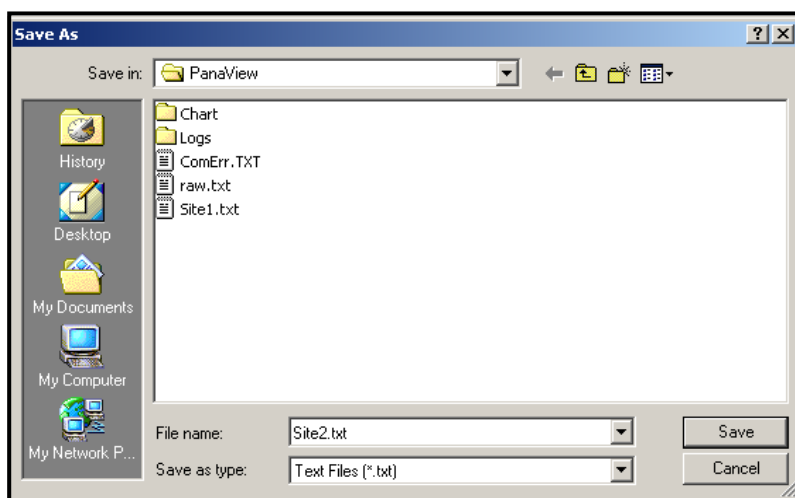 Save As
Save in:
PanaView
History
Desktop
My Documents
My Computer
My Network P...
Chart
Logs
ComErr.TXT
raw.txt
Site1.txt
File name:
Site2.txt
Save
Save as type:
Text Files (*.txt)
Cancel